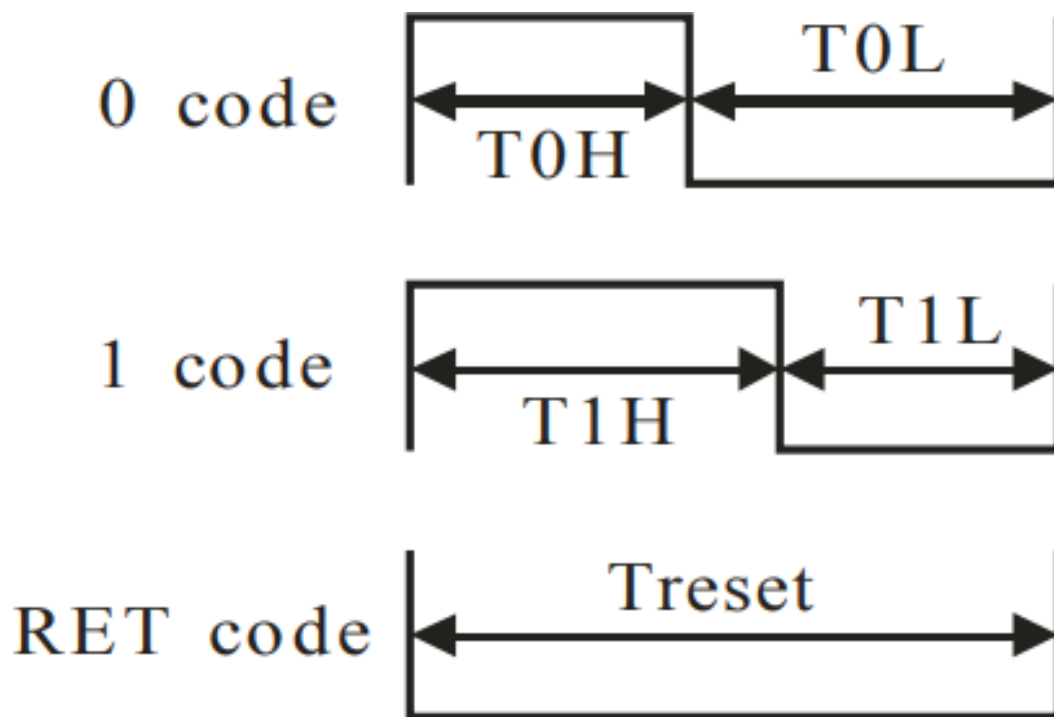 0 code
T0H
T0L
1 code
T1H
T1L
RET code
Treset